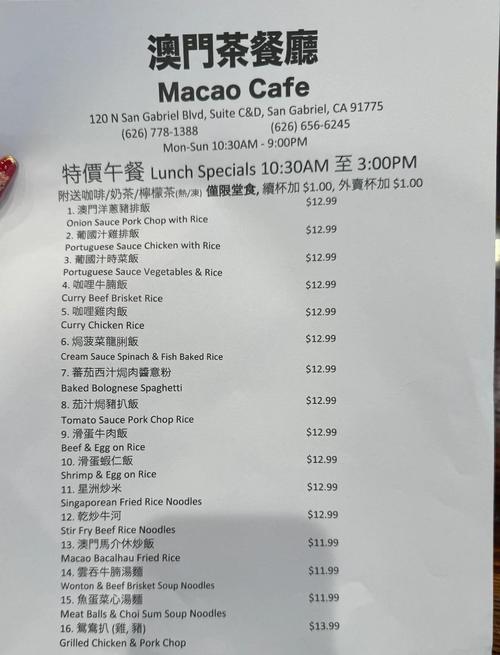 澳門茶餐廳
Macao Cafe
120 N San Gabriel Blvd, Suite C&D, San Gabriel, CA 91775
(626) 778-1388 (626) 656-6245
Mon-Sun 10:30AM - 9:00PM
特價午餐 Lunch Specials 10:30AM 至 3:00PM
附送咖啡/奶茶/檸檬茶(熱/凍) 僅限堂食, 續杯加 $1.00, 外賣杯加 $1.00
1. 澳門洋蔥豬排飯 $12.99
Onion Sauce Pork Chop with Rice
2. 葡國汁雞排飯 $12.99
Portuguese Sauce Chicken with Rice
3. 葡國汁時菜飯 $12.99
Portuguese Sauce Vegetables & Rice
4. 咖哩牛腩飯 $12.99
Curry Beef Brisket Rice
5. 咖哩雞肉飯 $12.99
Curry Chicken Rice
6. 焗菠菜龍脷飯 $12.99
Cream Sauce Spinach & Fish Baked Rice
7. 蕃茄西汁焗肉醬意粉 $12.99
Baked Bolognese Spaghetti
8. 茄汁焗豬扒飯 $12.99
Tomato Sauce Pork Chop Rice
9. 滑蛋牛肉飯 $12.99
Beef & Egg on Rice
10. 滑蛋蝦仁飯 $12.99
Shrimp & Egg on Rice
11. 星洲炒米 $12.99
Singaporean Fried Rice Noodles
12. 乾炒牛河 $12.99
Stir Fry Beef Rice Noodles
13. 澳門馬介休炒飯 $11.99
Macao Bacalhau Fried Rice
14. 雲吞牛腩湯麵 $11.99
Wonton & Beef Brisket Soup Noodles
15. 魚蛋菜心湯麵 $11.99
Meat Balls & Choi Sum Soup Noodles
16. 鴛鴦扒 (雞, 豬) $13.99
Grilled Chicken & Pork Chop